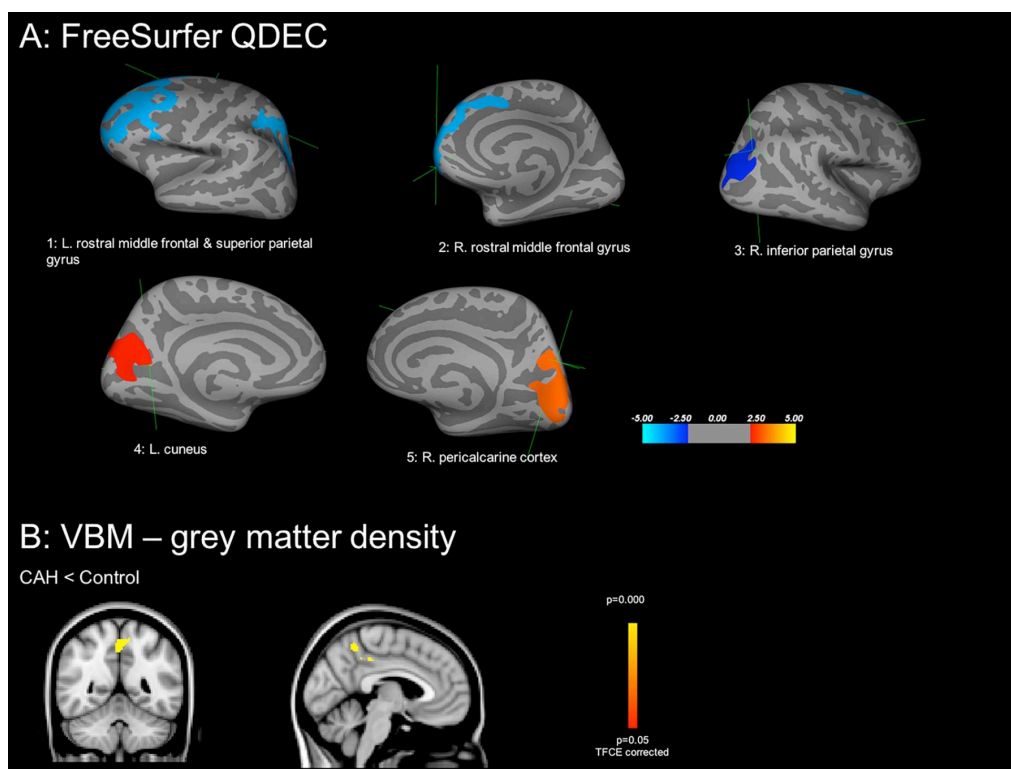 A: FreeSurfer QDEC
1: L. rostral middle frontal & superior parietal
gyrus
2: R. rostral middle frontal gyrus
3: R. inferior parietal gyrus
4: L. cuneus
5: R. pericalcarine cortex
-5.00 -2.50 0.00 2.50 5.00
B: VBM – grey matter density
CAH < Control
p=0.000
p=0.05
TFCE corrected